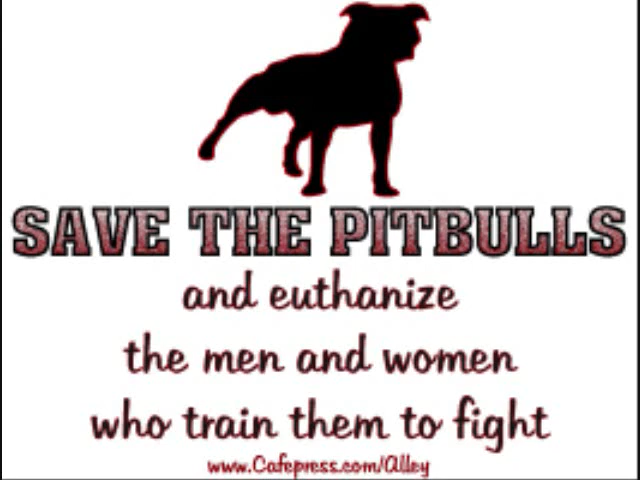 SAVE THE PITBULLS
and euthanize
the men and women
who train them to fight
www.Cafepress.com/Alley